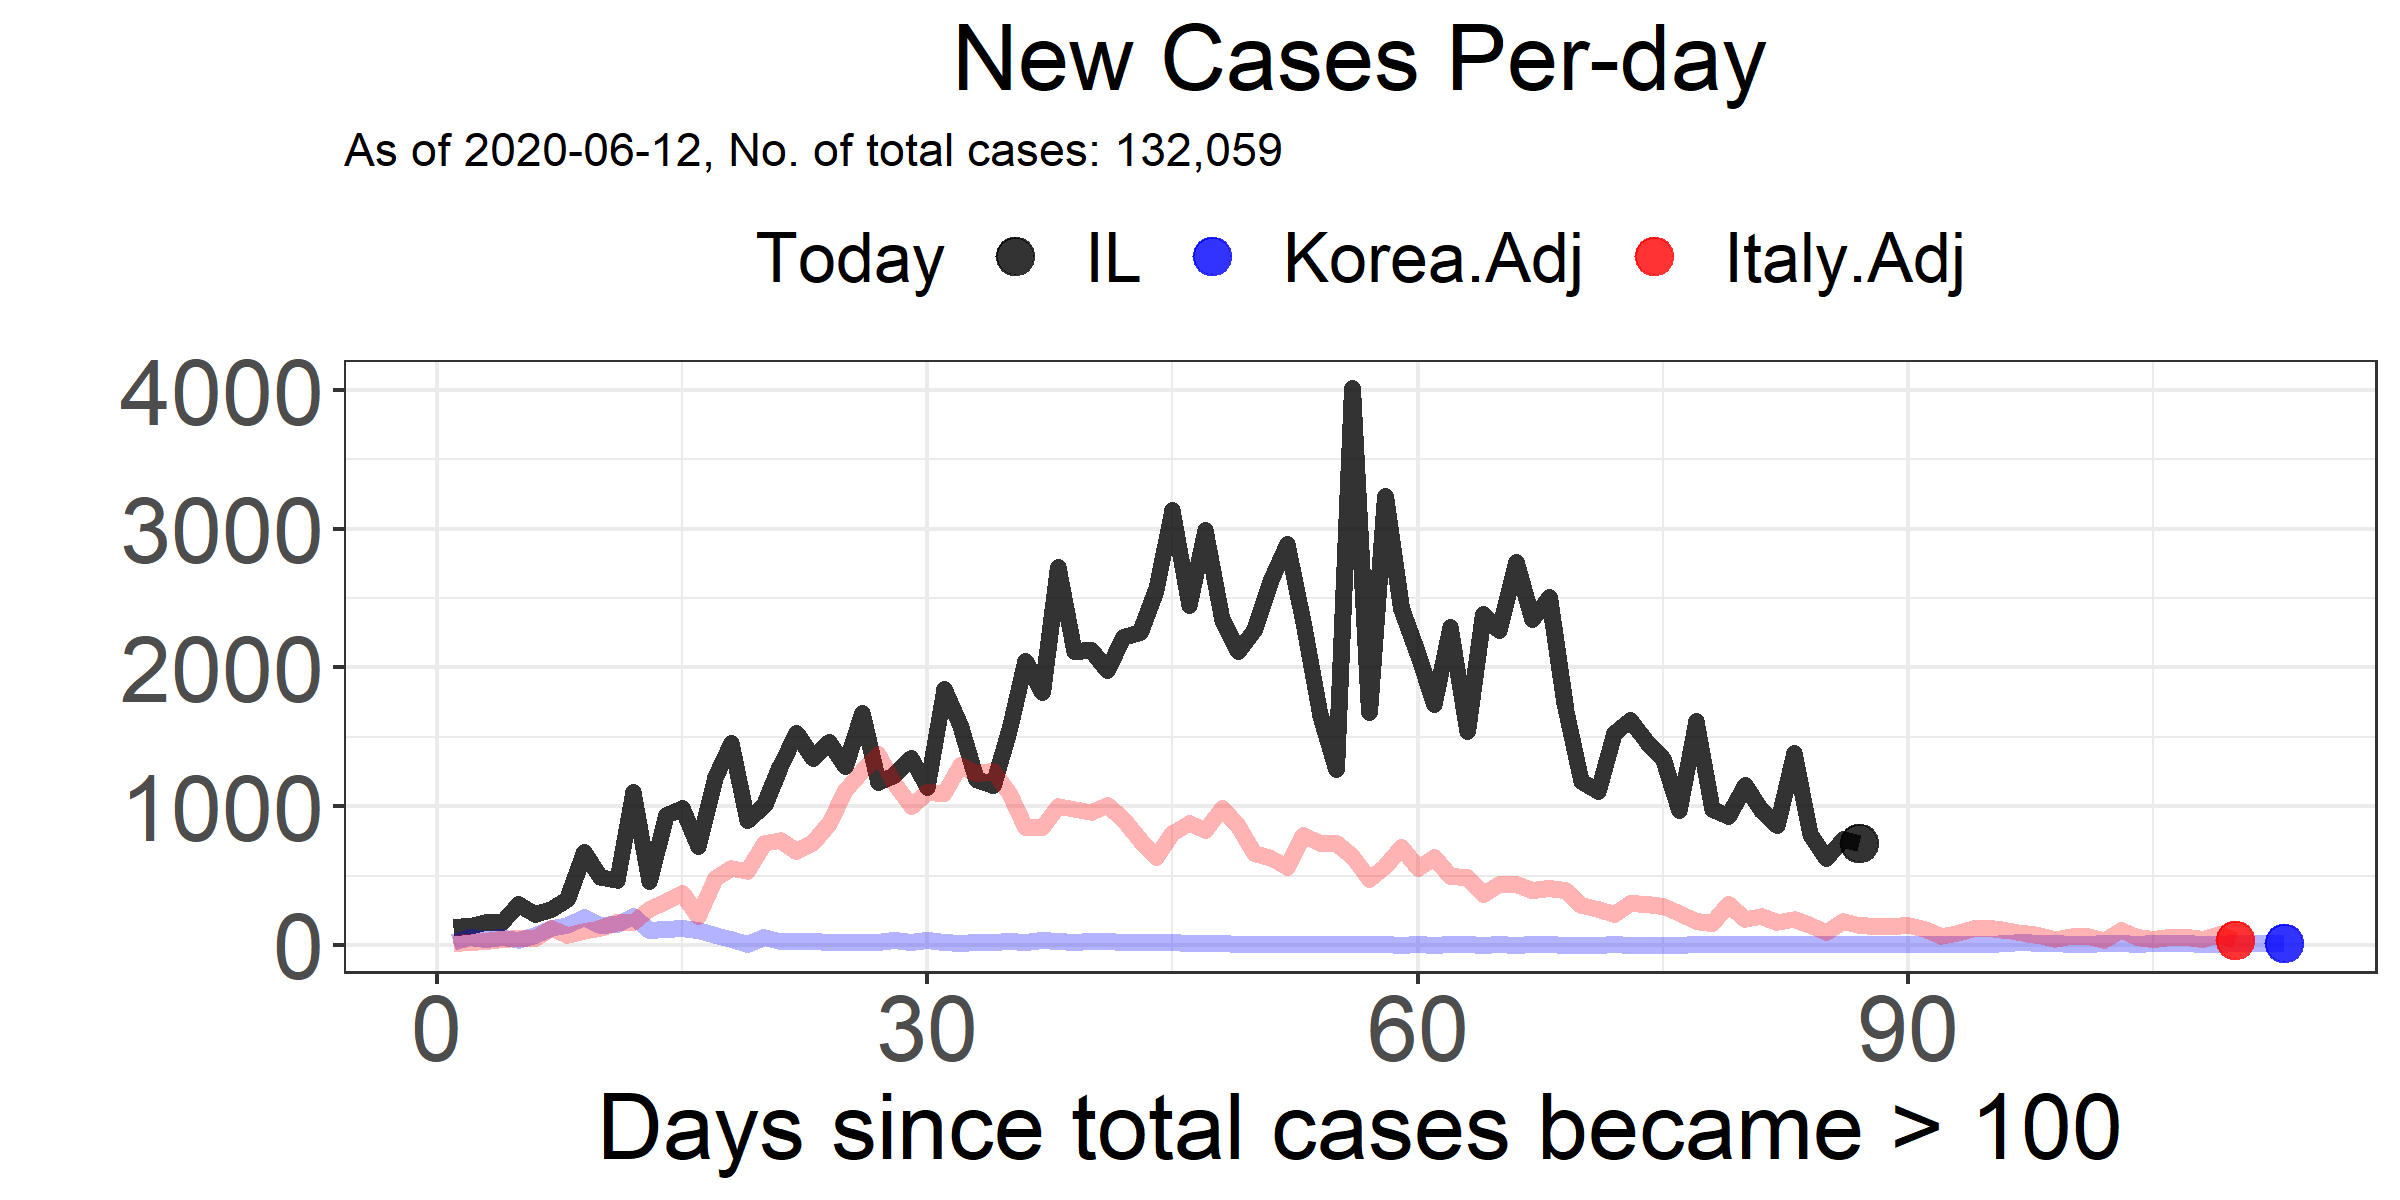 New Cases Per-day
As of 2020-06-12, No. of total cases: 132,059
Today IL Korea.Adj Italy.Adj
4000
3000
2000
1000
0
0 30 60 90
Days since total cases became > 100